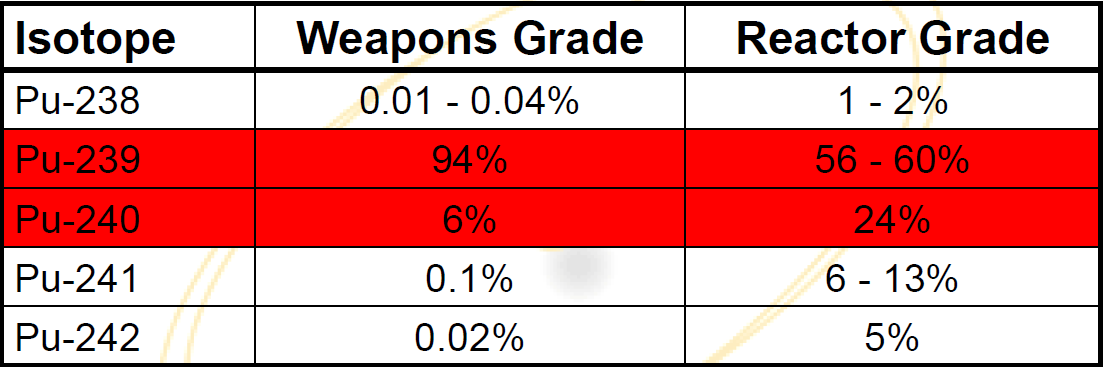 Isotope Weapons Grade Reactor Grade
Pu-238 0.01 - 0.04% 1 - 2%
Pu-239 94% 56 - 60%
Pu-240 6% 24%
Pu-241 0.1% 6 - 13%
Pu-242 0.02% 5%